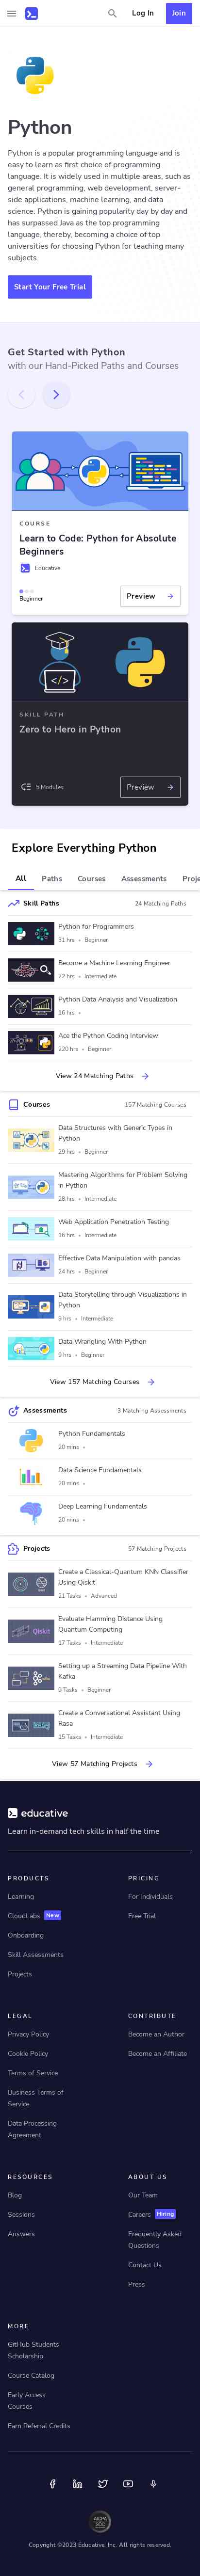 Log In
Join
Python
Python is a popular programming language and is
easy to learn as first choice of programming
language. It is widely used in multiple areas, such as
general programming, web development, server-
side applications, machine learning, and data
science. Python is gaining popularity day by day and
has surpassed Java as the top programming
language, thereby, becoming a choice of top
universities for choosing Python for teaching many
subjects.
Start Your Free Trial
Get Started with Python
with our Hand-Picked Paths and Courses
COURSE
Learn to Code: Python for Absolute
Beginners
Educative
Beginner
Preview
SKILL PATH
Zero to Hero in Python
5 Modules
Preview
Explore Everything Python
All
Paths
Courses
Assessments
Proje
Skill Paths
24 Matching Paths
Python for Programmers
31 hrs • Beginner
Become a Machine Learning Engineer
22 hrs • Intermediate
Python Data Analysis and Visualization
16 hrs •
Ace the Python Coding Interview
220 hrs • Beginner
View 24 Matching Paths
Courses
157 Matching Courses
Data Structures with Generic Types in
Python
29 hrs • Beginner
Mastering Algorithms for Problem Solving
in Python
28 hrs • Intermediate
Web Application Penetration Testing
16 hrs • Intermediate
Effective Data Manipulation with pandas
24 hrs • Beginner
Data Storytelling through Visualizations in
Python
9 hrs • Intermediate
Data Wrangling With Python
9 hrs • Beginner
View 157 Matching Courses
Assessments
3 Matching Assessments
Python Fundamentals
20 mins •
Data Science Fundamentals
20 mins •
Deep Learning Fundamentals
20 mins •
Projects
57 Matching Projects
Create a Classical-Quantum KNN Classifier
Using Qiskit
21 Tasks • Advanced
Qiskit
Evaluate Hamming Distance Using
Quantum Computing
17 Tasks • Intermediate
Setting up a Streaming Data Pipeline With
Kafka
9 Tasks • Beginner
Create a Conversational Assistant Using
Rasa
15 Tasks • Intermediate
View 57 Matching Projects
educative
Learn in-demand tech skills in half the time
PRODUCTS
Learning
CloudLabs New
Onboarding
Skill Assessments
Projects
PRICING
For Individuals
Free Trial
LEGAL
Privacy Policy
Cookie Policy
Terms of Service
Business Terms of
Service
Data Processing
Agreement
CONTRIBUTE
Become an Author
Become an Affiliate
RESOURCES
Blog
Sessions
Answers
ABOUT US
Our Team
Careers Hiring
Frequently Asked
Questions
Contact Us
Press
MORE
GitHub Students
Scholarship
Course Catalog
Early Access
Courses
Earn Referral Credits
AICPA
SOC
Copyright ©2023 Educative, Inc. All rights reserved.